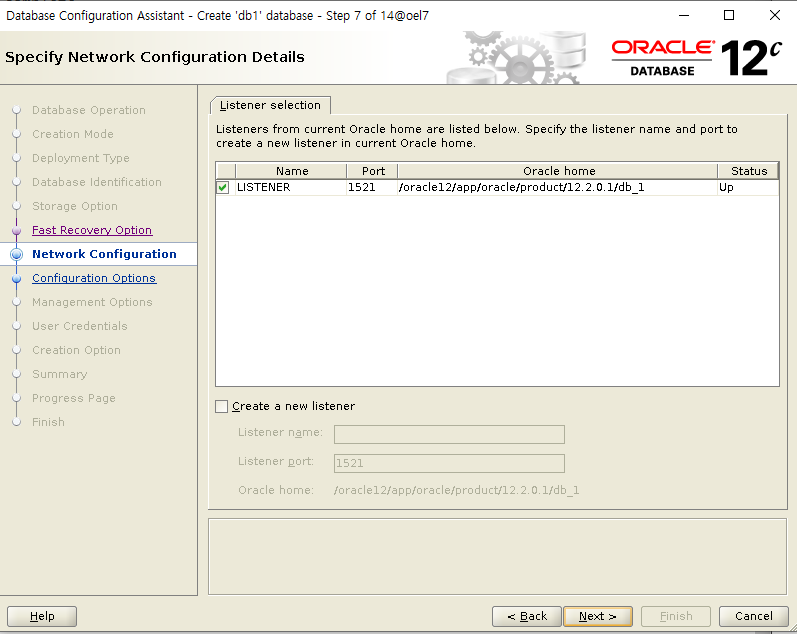 Database Configuration Assistant - Create 'db1' database - Step 7 of 14@oel7
Specify Network Configuration Details
ORACLE
DATABASE
12c
Database Operation
Creation Mode
Deployment Type
Database Identification
Storage Option
Fast Recovery Option
Network Configuration
Configuration Options
Management Options
User Credentials
Creation Option
Summary
Progress Page
Finish
Listener selection
Listeners from current Oracle home are listed below. Specify the listener name and port to
create a new listener in current Oracle home.
Name Port Oracle home Status
LISTENER 1521 /oracle12/app/oracle/product/12.2.0.1/db_1 Up
Create a new listener
Listener name:
Listener port: 1521
Oracle home: /oracle12/app/oracle/product/12.2.0.1/db_1
Help < Back Next > Finish Cancel